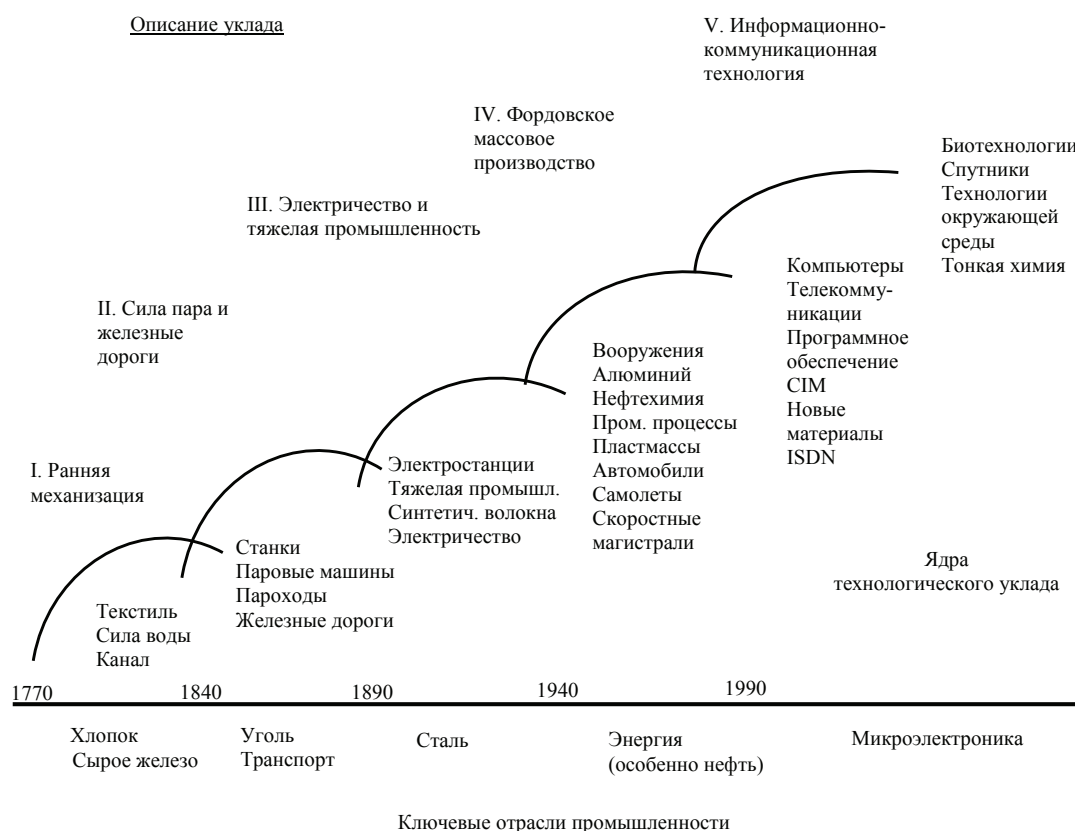 Описание уклада
V. Информационно-
коммуникационная
технология
IV. Фордовское
массовое
производство
III. Электричество и
тяжелая промышленность
II. Сила пара и
железные
дороги
I. Ранняя
механизация
Текстиль
Сила воды
Канал
Станки
Паровые машины
Пароходы
Железные дороги
Электростанции
Тяжелая промышл.
Синтетич. волокна
Электричество
Вооружения
Алюминий
Нефтехимия
Пром. процессы
Пластмассы
Автомобили
Самолеты
Скоростные
магистрали
Компьютеры
Телекомму-
никации
Программное
обеспечение
CIM
Новые
материалы
ISDN
Биотехнологии
Спутники
Технологии
окружающей
среды
Тонкая химия
Ядра
технологического уклада
1770 1840 1890 1940 1990
Хлопок
Сырое железо
Уголь
Транспорт
Сталь
Энергия
(особенно нефть)
Микроэлектроника
Ключевые отрасли промышленности